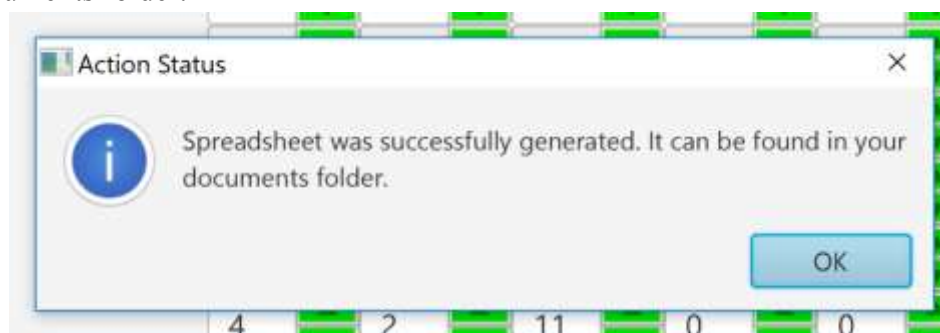 Action Status
Spreadsheet was successfully generated. It can be found in your
documents folder.
OK
4 2 11 0 0